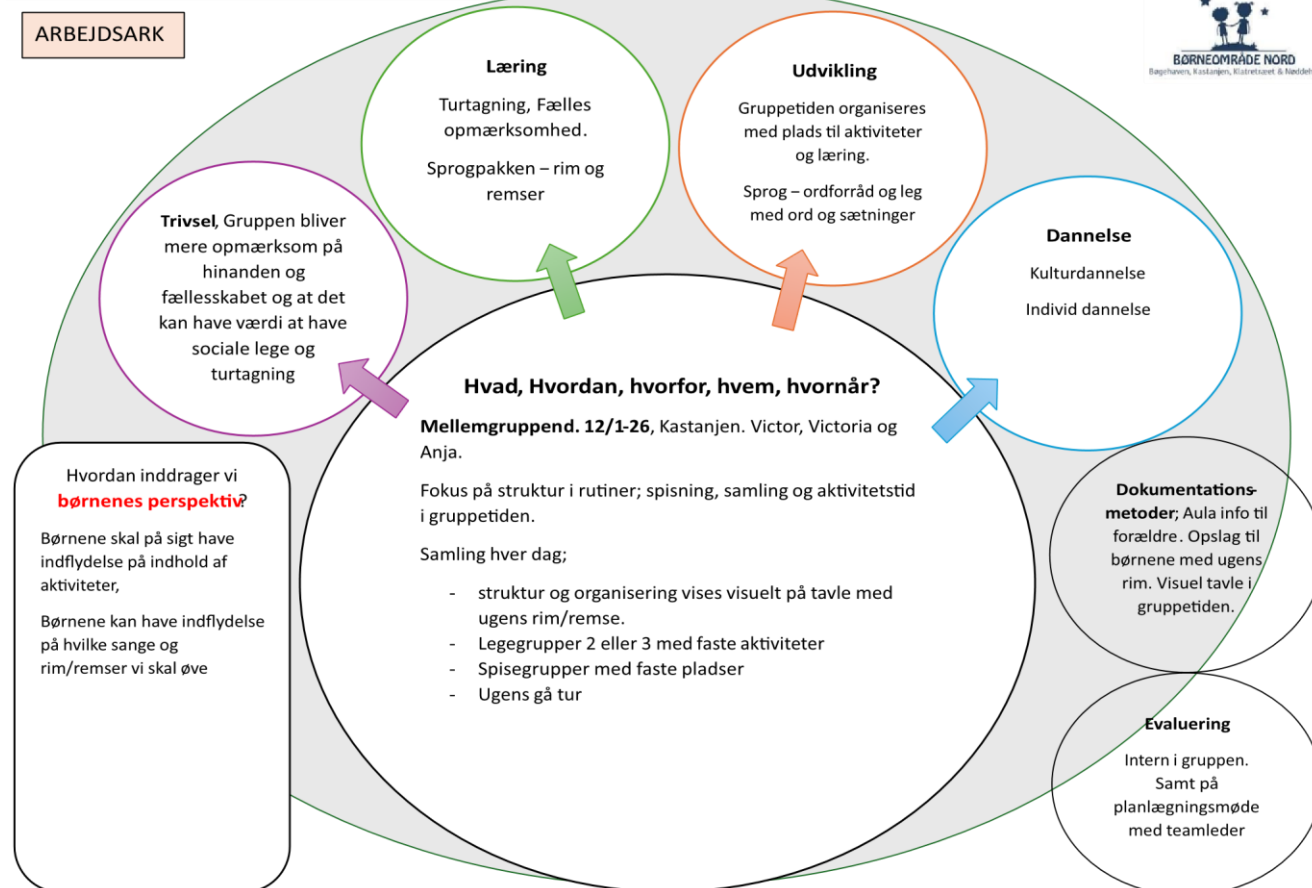 ARBEJDSARK
BØRNEOMRÅDE NORD
Bøgehaven, Kastanjen, Klatretræet & Nøddeh
Læring
Turtagning, Fælles
opmærksomhed.
Sprogpakken – rim og
remser
Udvikling
Gruppetiden organiseres
med plads til aktiviteter
og læring.
Sprog – ordforråd og leg
med ord og sætninger
Trivsel, Gruppen bliver
mere opmærksom på
hinanden og
fællesskabet og at det
kan have værdi at have
sociale lege og
turtagning
Dannelse
Kulturdannelse
Individ dannelse
Hvad, Hvordan, hvorfor, hvem, hvornår?
Mellemgruppend. 12/1-26, Kastanjen. Victor, Victoria og
Anja.
Fokus på struktur i rutiner; spisning, samling og aktivitetstid
i gruppetiden.
Samling hver dag;
- struktur og organisering vises visuelt på tavle med
ugens rim/remse.
- Legegrupper 2 eller 3 med faste aktiviteter
- Spisegrupper med faste pladser
- Ugens gå tur
Hvordan inddrager vi
børnenes perspektiv?
Børnene skal på sigt have
indflydelse på indhold af
aktiviteter,
Børnene kan have indflydelse
på hvilke sange og
rim/remser vi skal øve
Dokumentations-
metoder; Aula info til
forældre. Opslag til
børnene med ugens
rim. Visuel tavle i
gruppetiden.
Evaluering
Intern i gruppen.
Samt på
planlægningsmøde
med teamleder